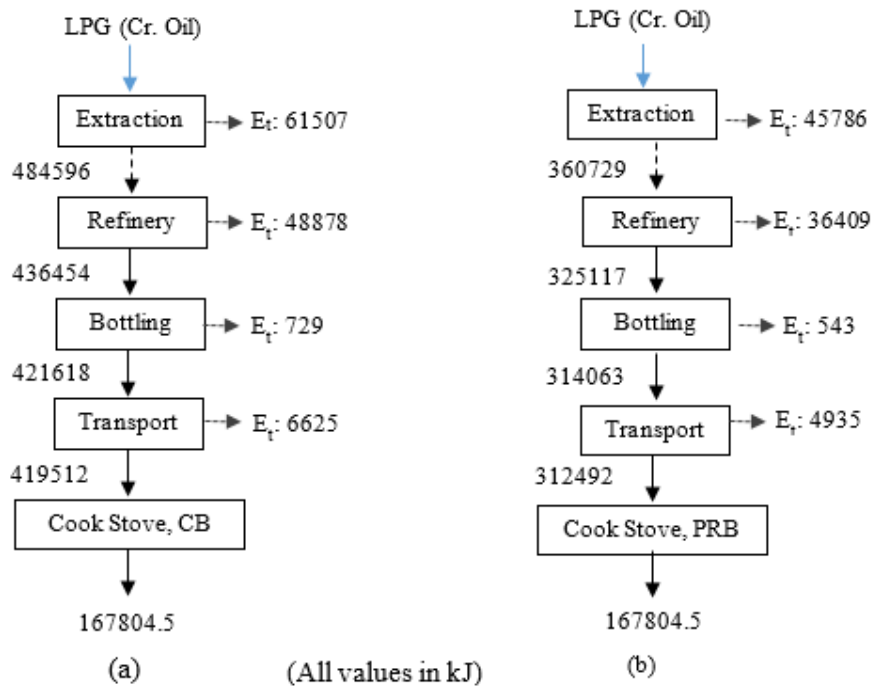 LPG (Cr. Oil)
Extraction
Et: 61507
484596
Refinery
Et: 48878
436454
Bottling
Et: 729
421618
Transport
Et: 6625
419512
Cook Stove, CB
167804.5
(a)
LPG (Cr. Oil)
Extraction
Et: 45786
360729
Refinery
Et: 36409
325117
Bottling
Et: 543
314063
Transport
Et: 4935
312492
Cook Stove, PRB
167804.5
(b)
(All values in kJ)